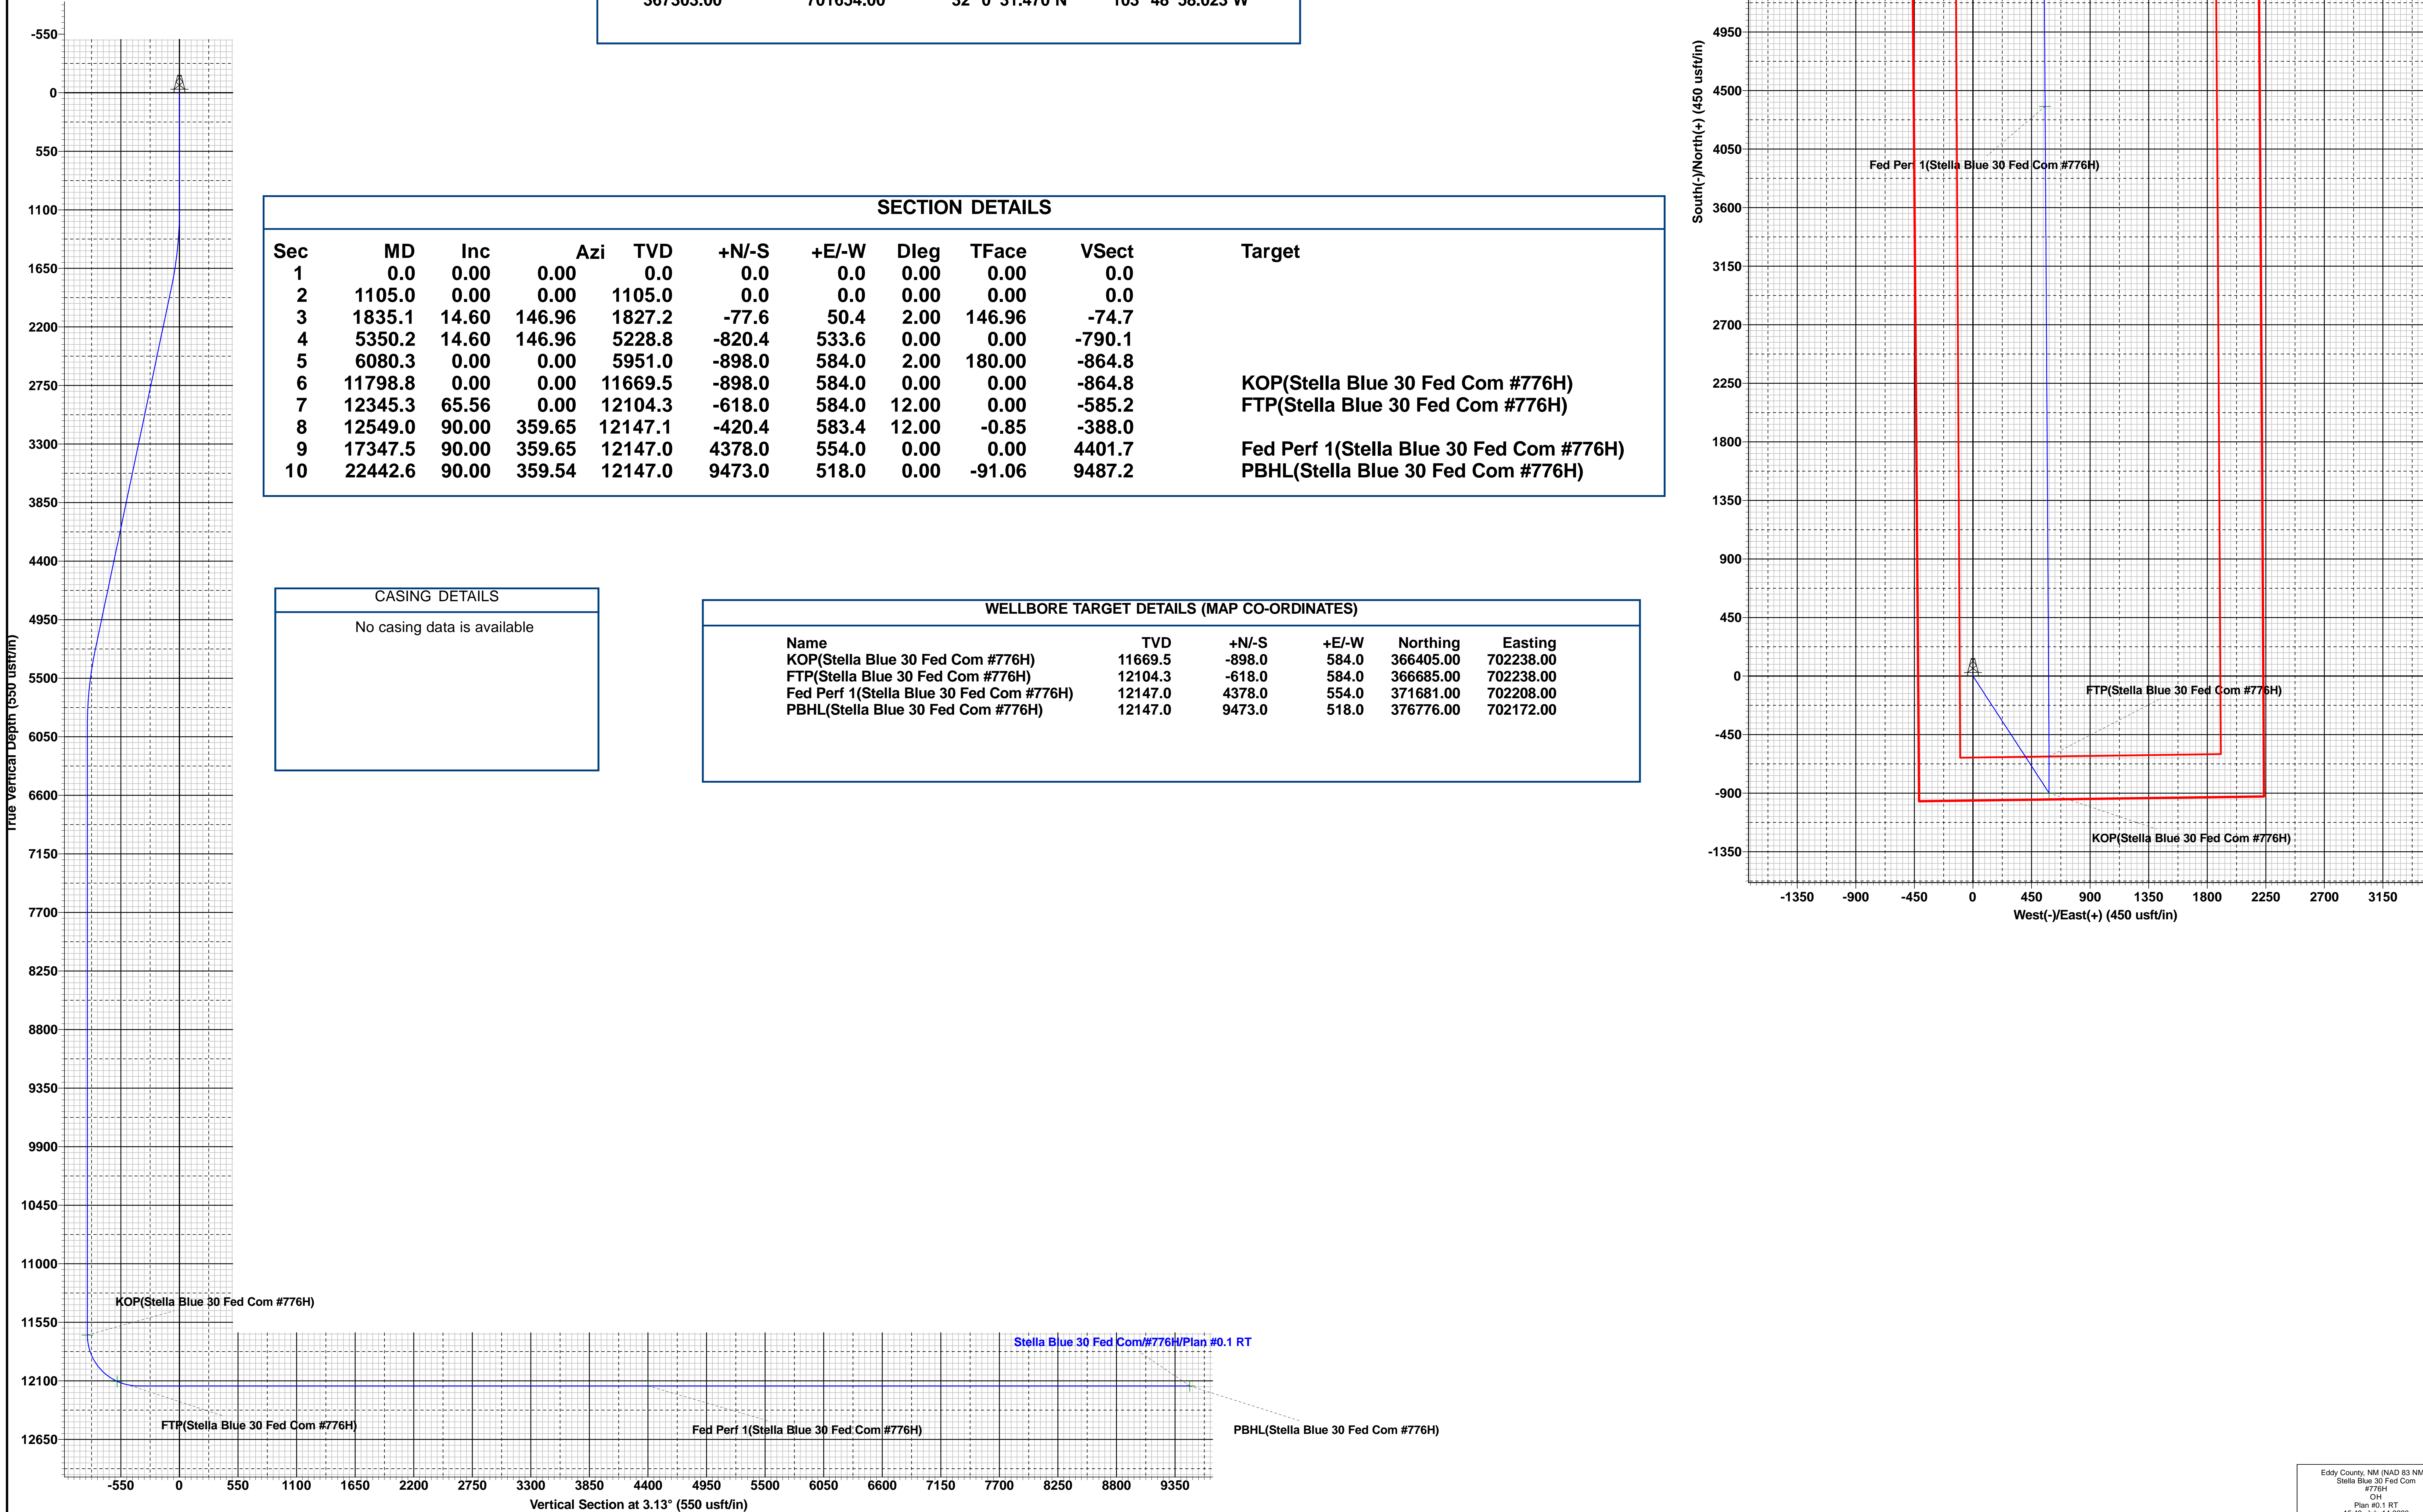 367303.00 701654.00 32° 0' 31.470 N 103° 48' 58.023 W
SECTION DETAILS
Sec MD Inc Azi TVD +N/-S +E/-W Dleg TFace VSect Target
1 0.0 0.00 0.00 0.0 0.0 0.0 0.00 0.00 0.0
2 1105.0 0.00 0.00 1105.0 0.0 0.0 0.00 0.00 0.0
3 1835.1 14.60 146.96 1827.2 -77.6 50.4 2.00 146.96 -74.7
4 5350.2 14.60 146.96 5228.8 -820.4 533.6 0.00 0.00 -790.1
5 6080.3 0.00 0.00 5951.0 -898.0 584.0 2.00 180.00 -864.8
6 11798.8 0.00 0.00 11669.5 -898.0 584.0 0.00 0.00 -864.8 KOP(Stella Blue 30 Fed Com #776H)
7 12345.3 65.56 0.00 12104.3 -618.0 584.0 12.00 0.00 -585.2 FTP(Stella Blue 30 Fed Com #776H)
8 12549.0 90.00 359.65 12147.1 -420.4 583.4 12.00 -0.85 -388.0
9 17347.5 90.00 359.65 12147.0 4378.0 554.0 0.00 0.00 4401.7 Fed Perf 1(Stella Blue 30 Fed Com #776H)
10 22442.6 90.00 359.54 12147.0 9473.0 518.0 0.00 -91.06 9487.2 PBHL(Stella Blue 30 Fed Com #776H)
CASING DETAILS
No casing data is available
WELLBORE TARGET DETAILS (MAP CO-ORDINATES)
Name TVD +N/-S +E/-W Northing Easting
KOP(Stella Blue 30 Fed Com #776H) 11669.5 -898.0 584.0 366405.00 702238.00
FTP(Stella Blue 30 Fed Com #776H) 12104.3 -618.0 584.0 366685.00 702238.00
Fed Perf 1(Stella Blue 30 Fed Com #776H) 12147.0 4378.0 554.0 371681.00 702208.00
PBHL(Stella Blue 30 Fed Com #776H) 12147.0 9473.0 518.0 376776.00 702172.00
True Vertical Depth (550 usft/in)
-550
0
550
1100
1650
2200
2750
3300
3850
4400
4950
5500
6050
6600
7150
7700
8250
8800
9350
9900
10450
11000
11550
12100
12650
KOP(Stella Blue 30 Fed Com #776H)
Stella Blue 30 Fed Com/#776H/Plan #0.1 RT
FTP(Stella Blue 30 Fed Com #776H)
Fed Perf 1(Stella Blue 30 Fed Com #776H)
PBHL(Stella Blue 30 Fed Com #776H)
-550 0 550 1100 1650 2200 2750 3300 3850 4400 4950 5500 6050 6600 7150 7700 8250 8800 9350
Vertical Section at 3.13° (550 usft/in)
South(-)/North(+) (450 usft/in)
4950
4500
4050
3600
3150
2700
2250
1800
1350
900
450
0
-450
-900
-1350
Fed Perf 1(Stella Blue 30 Fed Com #776H)
FTP(Stella Blue 30 Fed Com #776H)
KOP(Stella Blue 30 Fed Com #776H)
-1350 -900 -450 0 450 900 1350 1800 2250 2700 3150
West(-)/East(+) (450 usft/in)
Eddy County, NM (NAD 83 NM
Stella Blue 30 Fed Com
#776H
OH
Plan #0.1 RT